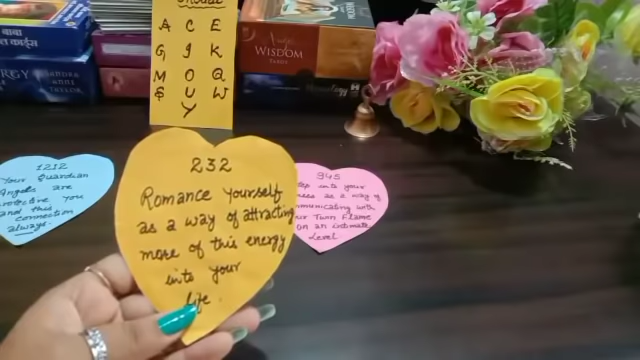 Choose
A C E
G I K
M O Q
S U W
Y
बाबा
WISDOM
TAROT
1212
Your Guardian
Angels are
you
and this
connection
always.
232
Romance Yourself
as a way of attracting
more of this energy
into your
life.
945
into your
as a way of
with
Twin Flame
on an intimate
Level.